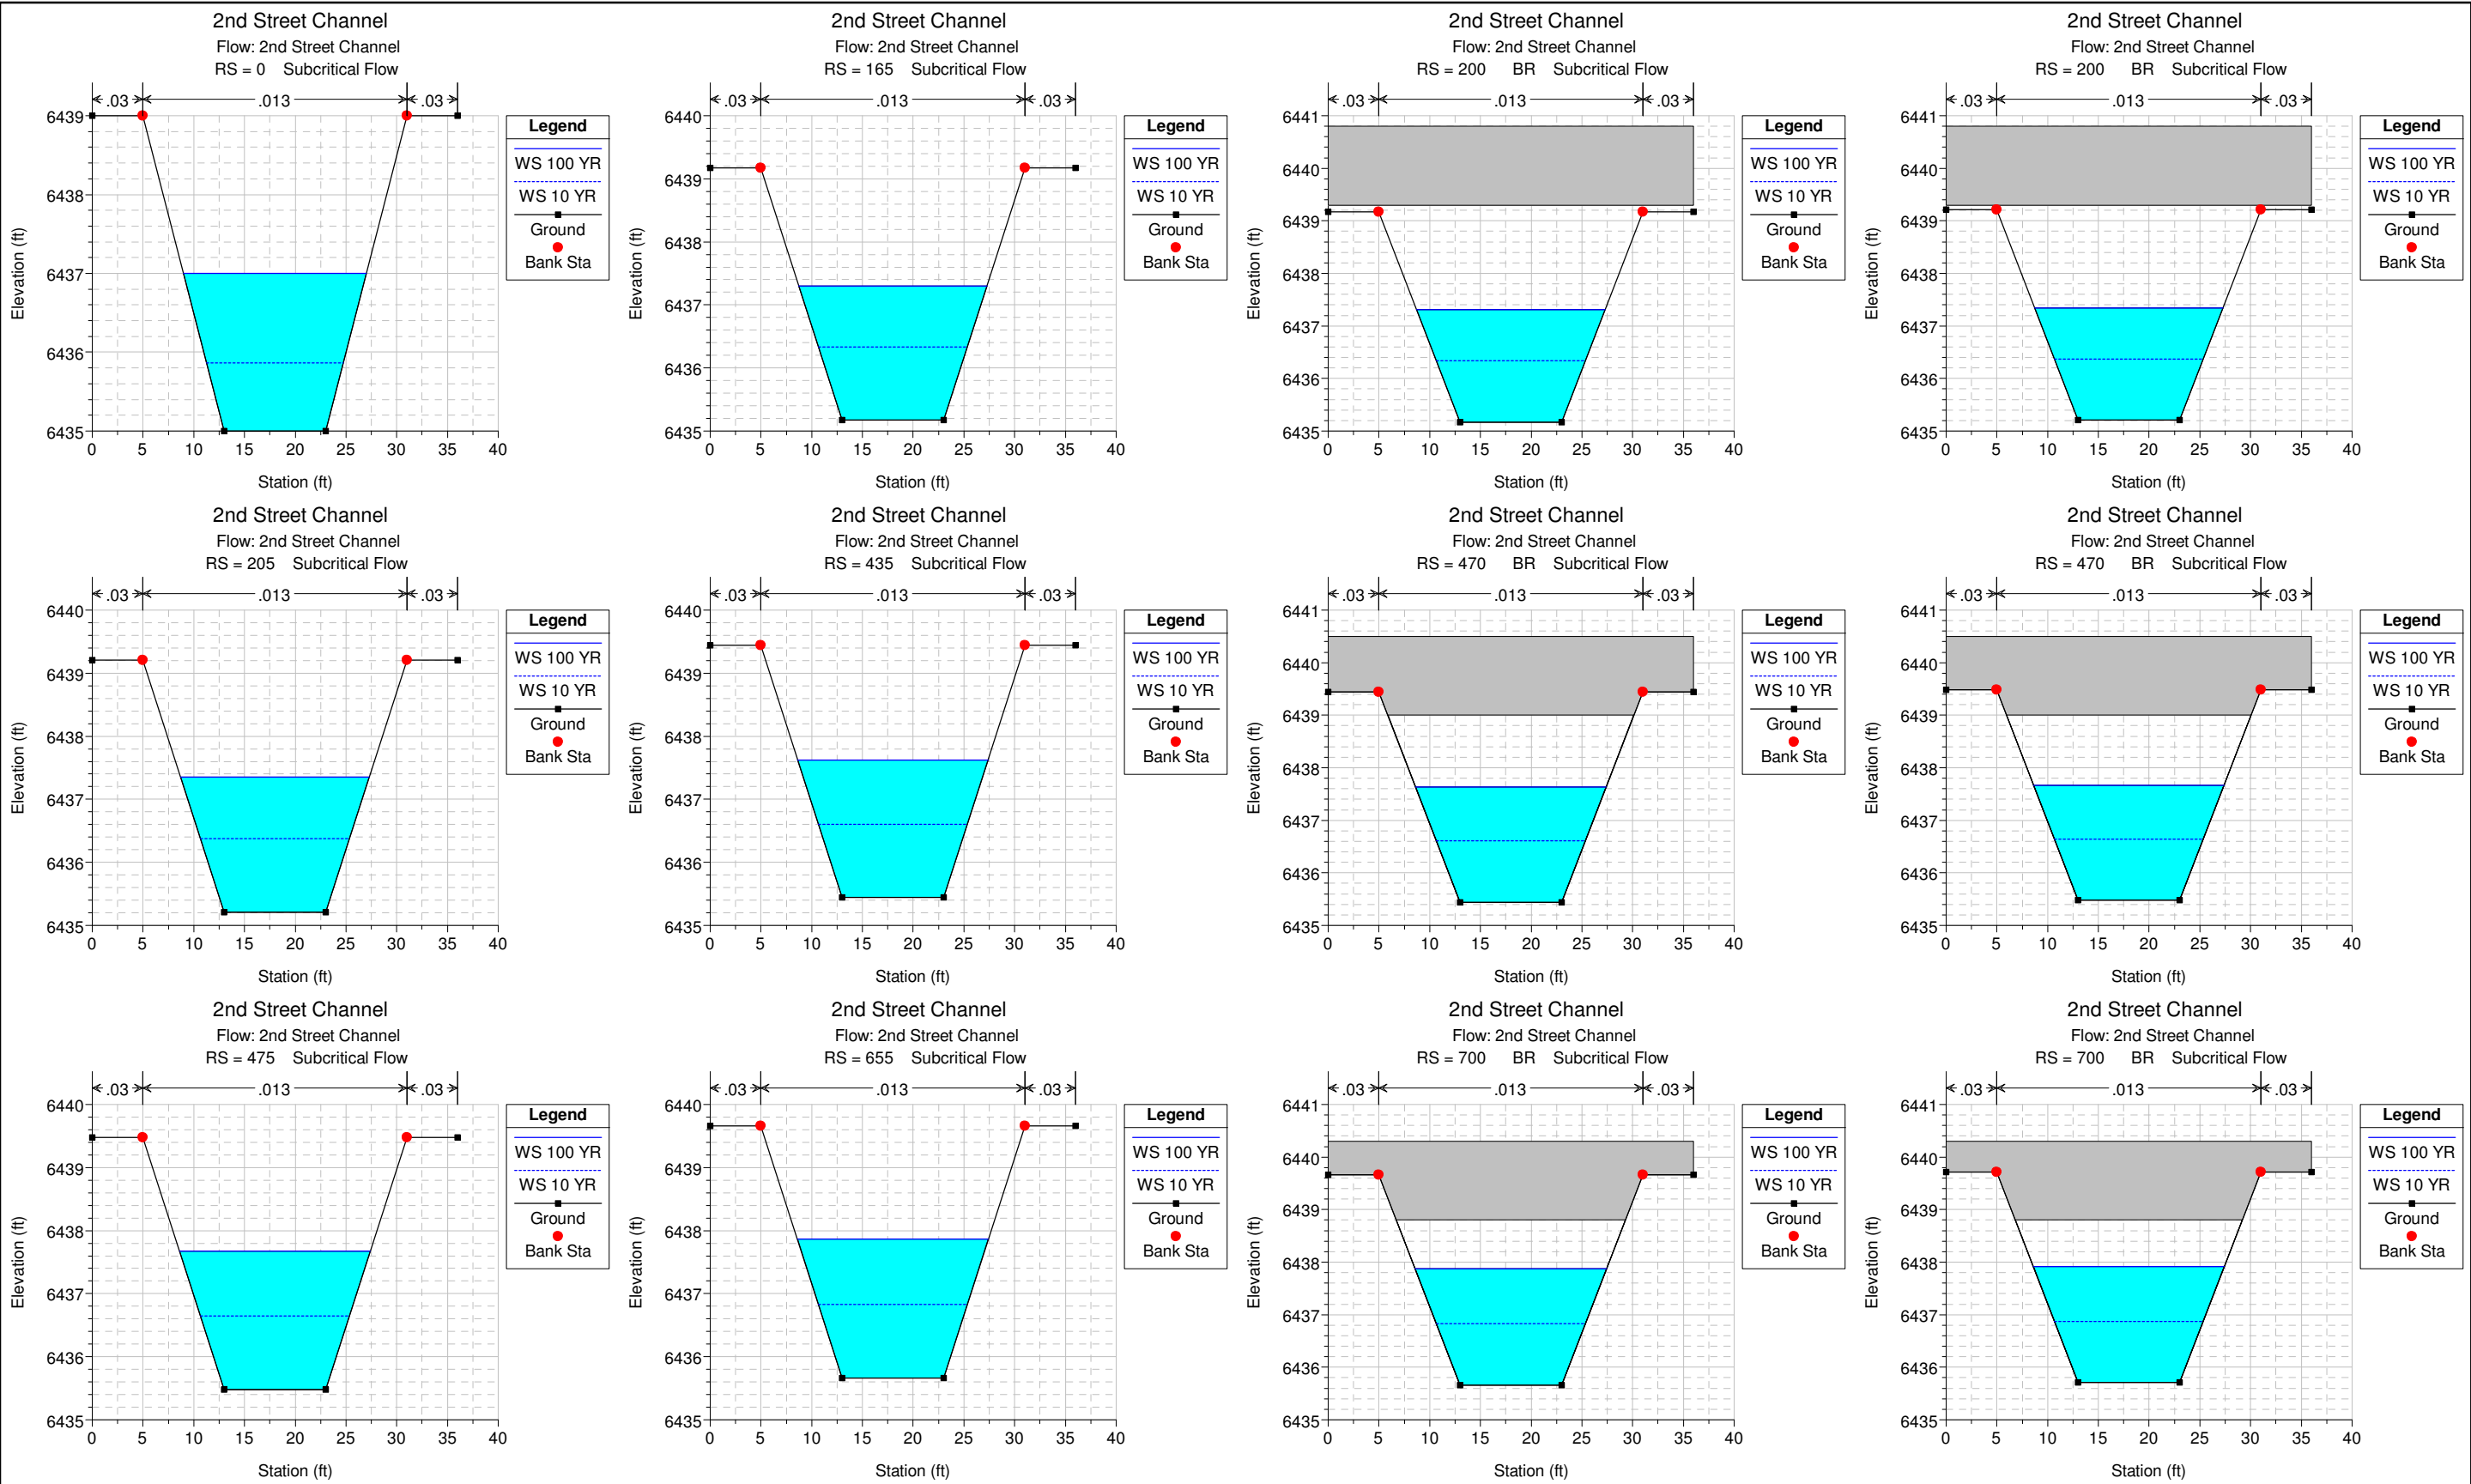 2nd Street Channel
Flow: 2nd Street Channel
RS = 0 Subcritical Flow
.03 .013 .03
6439
6438
6437
6436
6435
Elevation (ft)
0 5 10 15 20 25 30 35 40
Station (ft)
Legend
WS 100 YR
WS 10 YR
Ground
Bank Sta
2nd Street Channel
Flow: 2nd Street Channel
RS = 165 Subcritical Flow
.03 .013 .03
6440
6439
6438
6437
6436
6435
Elevation (ft)
0 5 10 15 20 25 30 35 40
Station (ft)
Legend
WS 100 YR
WS 10 YR
Ground
Bank Sta
2nd Street Channel
Flow: 2nd Street Channel
RS = 200 BR Subcritical Flow
.03 .013 .03
6441
6440
6439
6438
6437
6436
6435
Elevation (ft)
0 5 10 15 20 25 30 35 40
Station (ft)
Legend
WS 100 YR
WS 10 YR
Ground
Bank Sta
2nd Street Channel
Flow: 2nd Street Channel
RS = 200 BR Subcritical Flow
.03 .013 .03
6441
6440
6439
6438
6437
6436
6435
Elevation (ft)
0 5 10 15 20 25 30 35 40
Station (ft)
Legend
WS 100 YR
WS 10 YR
Ground
Bank Sta
2nd Street Channel
Flow: 2nd Street Channel
RS = 205 Subcritical Flow
.03 .013 .03
6440
6439
6438
6437
6436
6435
Elevation (ft)
0 5 10 15 20 25 30 35 40
Station (ft)
Legend
WS 100 YR
WS 10 YR
Ground
Bank Sta
2nd Street Channel
Flow: 2nd Street Channel
RS = 435 Subcritical Flow
.03 .013 .03
6440
6439
6438
6437
6436
6435
Elevation (ft)
0 5 10 15 20 25 30 35 40
Station (ft)
Legend
WS 100 YR
WS 10 YR
Ground
Bank Sta
2nd Street Channel
Flow: 2nd Street Channel
RS = 470 BR Subcritical Flow
.03 .013 .03
6441
6440
6439
6438
6437
6436
6435
Elevation (ft)
0 5 10 15 20 25 30 35 40
Station (ft)
Legend
WS 100 YR
WS 10 YR
Ground
Bank Sta
2nd Street Channel
Flow: 2nd Street Channel
RS = 470 BR Subcritical Flow
.03 .013 .03
6441
6440
6439
6438
6437
6436
6435
Elevation (ft)
0 5 10 15 20 25 30 35 40
Station (ft)
Legend
WS 100 YR
WS 10 YR
Ground
Bank Sta
2nd Street Channel
Flow: 2nd Street Channel
RS = 475 Subcritical Flow
.03 .013 .03
6440
6439
6438
6437
6436
6435
Elevation (ft)
0 5 10 15 20 25 30 35 40
Station (ft)
Legend
WS 100 YR
WS 10 YR
Ground
Bank Sta
2nd Street Channel
Flow: 2nd Street Channel
RS = 655 Subcritical Flow
.03 .013 .03
6440
6439
6438
6437
6436
6435
Elevation (ft)
0 5 10 15 20 25 30 35 40
Station (ft)
Legend
WS 100 YR
WS 10 YR
Ground
Bank Sta
2nd Street Channel
Flow: 2nd Street Channel
RS = 700 BR Subcritical Flow
.03 .013 .03
6441
6440
6439
6438
6437
6436
6435
Elevation (ft)
0 5 10 15 20 25 30 35 40
Station (ft)
Legend
WS 100 YR
WS 10 YR
Ground
Bank Sta
2nd Street Channel
Flow: 2nd Street Channel
RS = 700 BR Subcritical Flow
.03 .013 .03
6441
6440
6439
6438
6437
6436
6435
Elevation (ft)
0 5 10 15 20 25 30 35 40
Station (ft)
Legend
WS 100 YR
WS 10 YR
Ground
Bank Sta